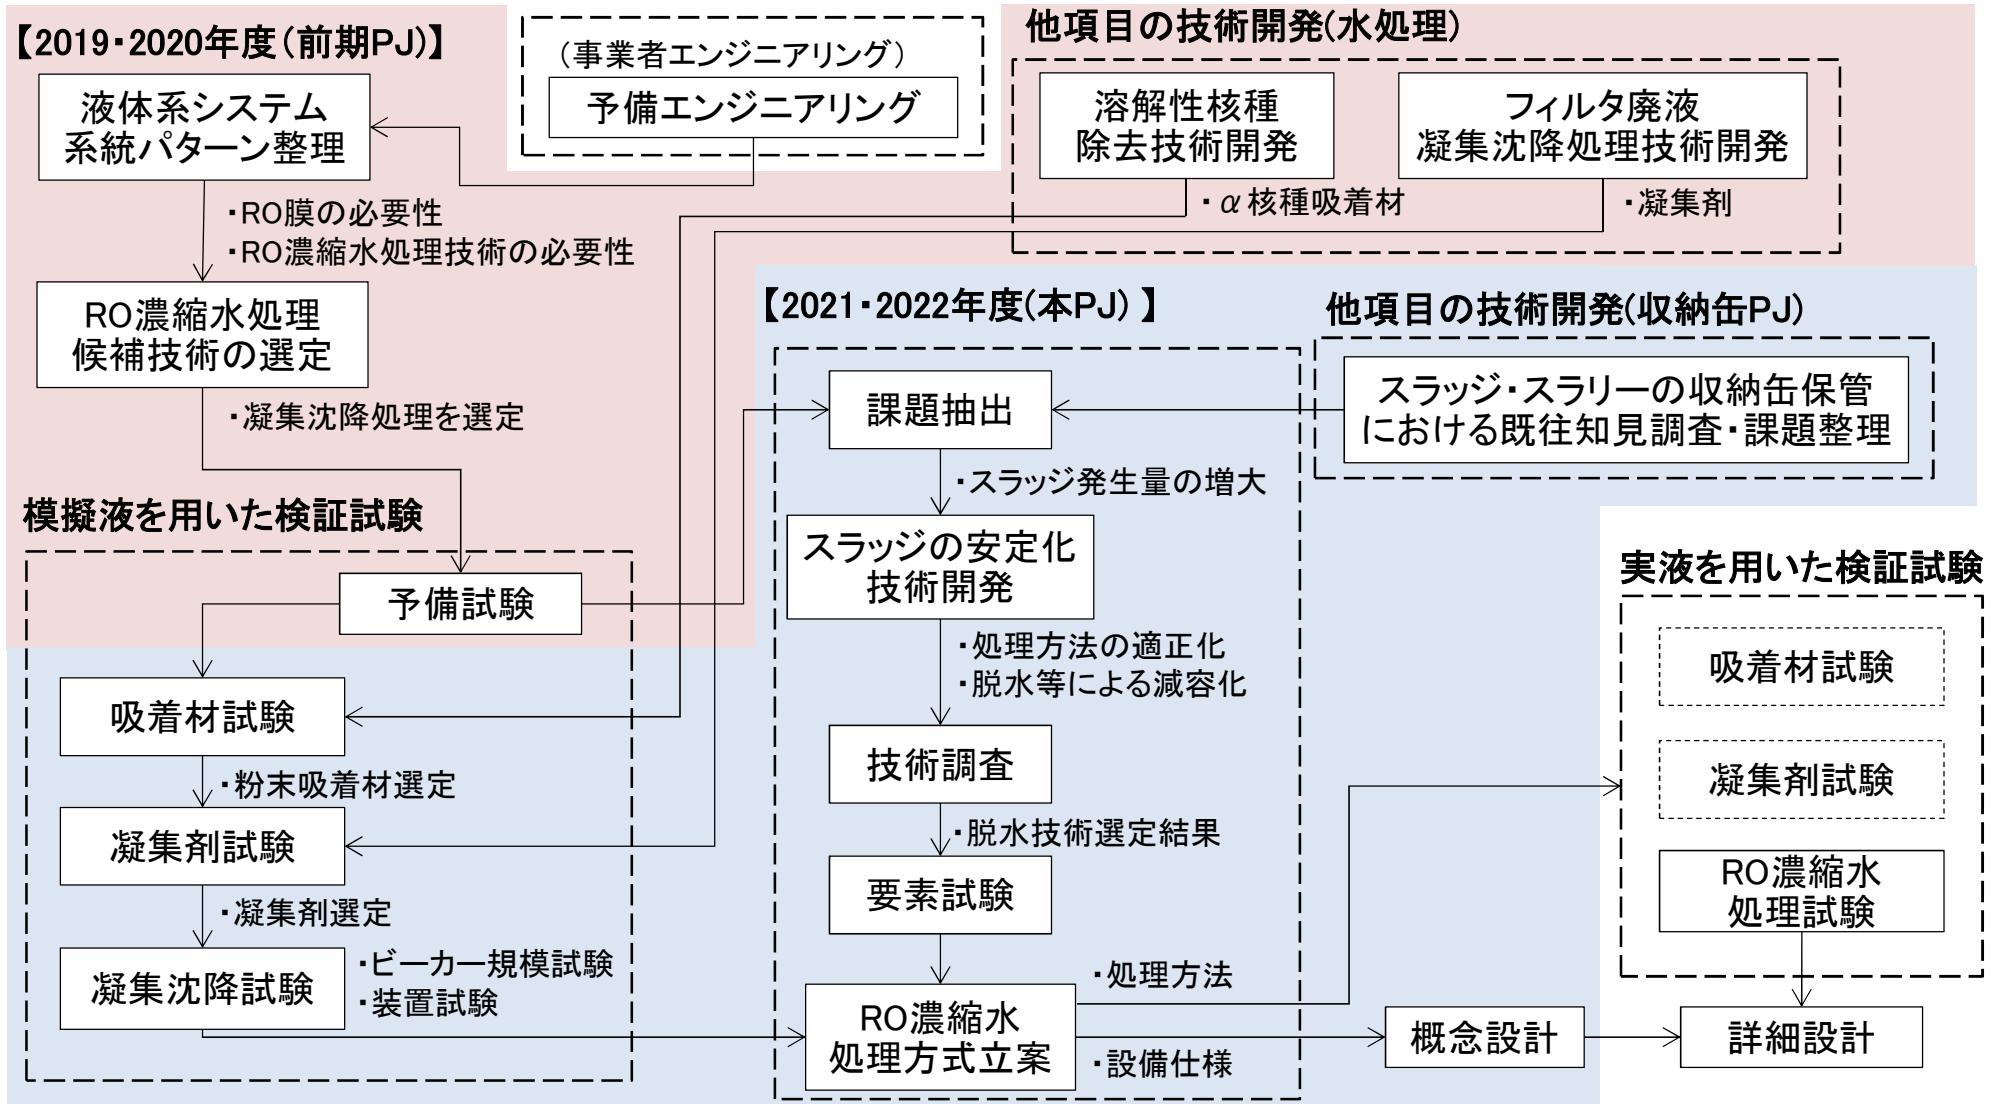 【2019・2020年度(前期PJ)】
液体系システム
系統パターン整理
・RO膜の必要性
・RO濃縮水処理技術の必要性
RO濃縮水処理
候補技術の選定
・凝集沈降処理を選定
(事業者エンジニアリング)
予備エンジニアリング
他項目の技術開発(水処理)
溶解性核種
除去技術開発
・α核種吸着材
フィルタ廃液
凝集沈降処理技術開発
・凝集剤
模擬液を用いた検証試験
予備試験
吸着材試験
・粉末吸着材選定
凝集剤試験
・凝集剤選定
凝集沈降試験
・ビーカー規模試験
・装置試験
【2021・2022年度(本PJ) 】
課題抽出
・スラッジ発生量の増大
スラッジの安定化
技術開発
・処理方法の適正化
・脱水等による減容化
技術調査
・脱水技術選定結果
要素試験
RO濃縮水
処理方式立案
・処理方法
・設備仕様
他項目の技術開発(収納缶PJ)
スラッジ・スラリーの収納缶保管
における既往知見調査・課題整理
実液を用いた検証試験
吸着材試験
凝集剤試験
RO濃縮水
処理試験
概念設計
詳細設計